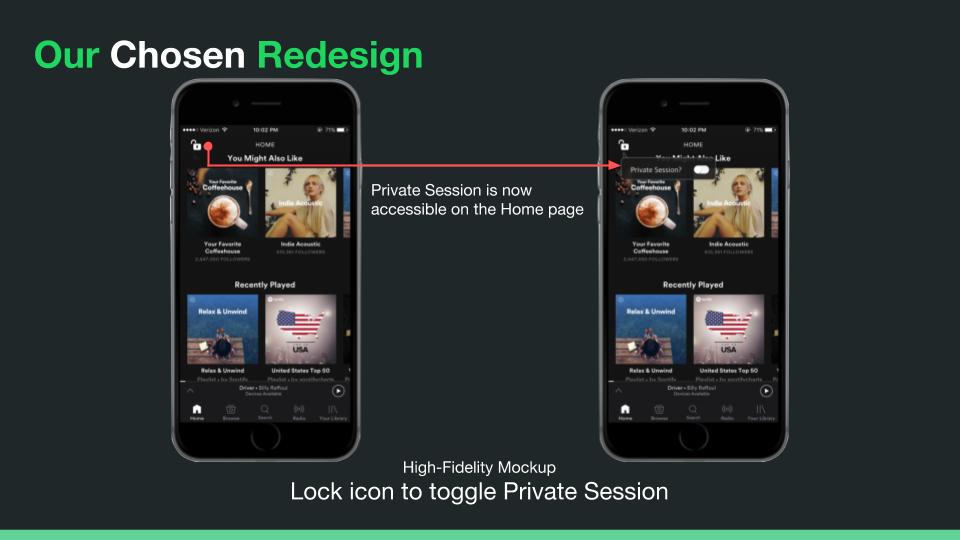 Our Chosen Redesign
Verizon
10:02 PM
71%
HOME
You Might Also Like
Your Favorite
Coffeehouse
Indie Acoustic
Your Favorite
Coffeehouse
2,647,950 FOLLOWERS
Indie Acoustic
FOLLOWERS
Recently Played
Relax & Unwind
USA
Relax & Unwind
Playlist • by Spotify
United States Top 50
Playlist • by spotifycharts
Driver • Billy Raffoul
Devices Available
Home
Browse
Search
Radio
Your Library
Private Session is now
accessible on the Home page
Verizon
10:02 PM
71%
HOME
You Might Also Like
Private Session?
Your Favorite
Coffeehouse
Indie Acoustic
Your Favorite
Coffeehouse
2,647,950 FOLLOWERS
Indie Acoustic
FOLLOWERS
Recently Played
Relax & Unwind
USA
Relax & Unwind
Playlist • by Spotify
United States Top 50
Playlist • by spotifycharts
Driver • Billy Raffoul
Devices Available
Home
Browse
Search
Radio
Your Library
High-Fidelity Mockup
Lock icon to toggle Private Session